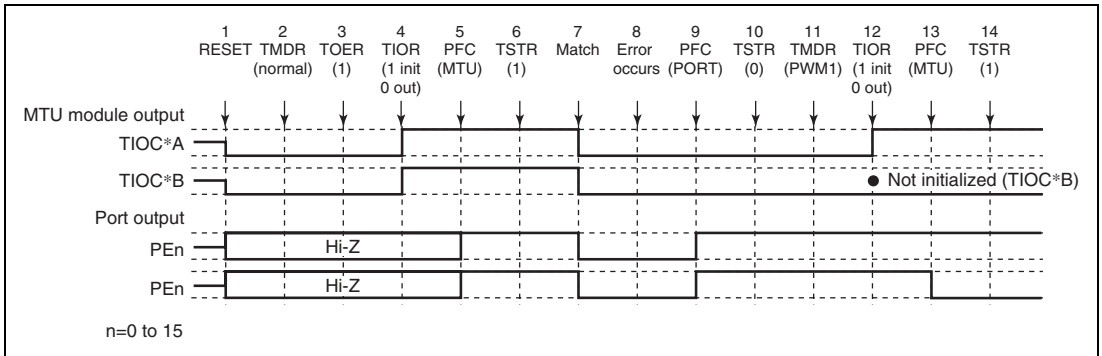 1 2 3 4 5 6 7 8 9 10 11 12 13 14
RESET TMDR TOER TIOR PFC TSTR Match Error PFC TSTR TMDR TIOR PFC TSTR
(normal) (1) (1 init (MTU) (1) occurs (PORT) (0) (PWM1) (1 init (MTU) (1)
0 out) 0 out)
MTU module output
TIOC*A
TIOC*B
Not initialized (TIOC*B)
Port output
PEn
Hi-Z
PEn
Hi-Z
n=0 to 15